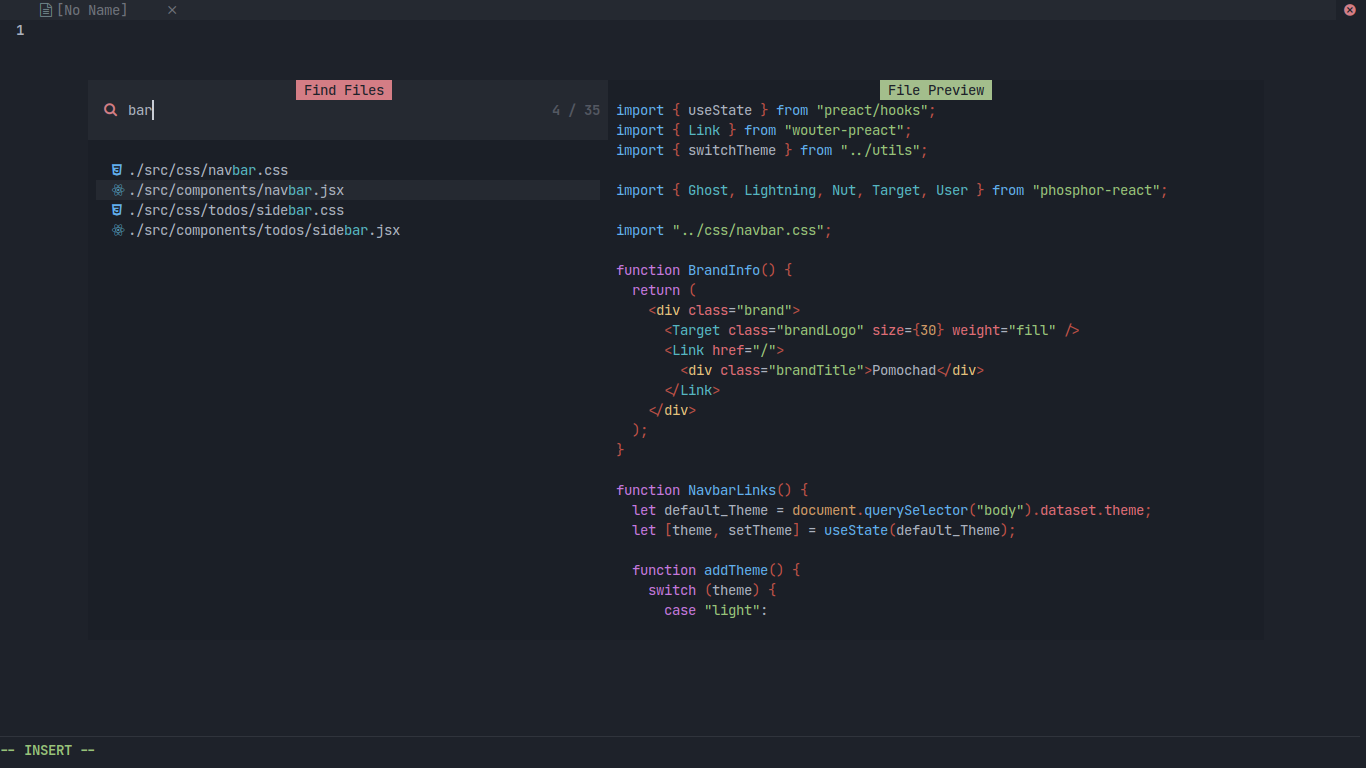 [No Name] ×
1
Find Files
bar 4 / 35
./src/css/navbar.css
./src/components/navbar.jsx
./src/css/todos/sidebar.css
./src/components/todos/sidebar.jsx
File Preview
import { useState } from "preact/hooks";
import { Link } from "wouter-preact";
import { switchTheme } from "../utils";
import { Ghost, Lightning, Nut, Target, User } from "phosphor-react";
import "../css/navbar.css";
function BrandInfo() {
return (
<div class="brand">
<Target class="brandLogo" size={30} weight="fill" />
<Link href="/">
<div class="brandTitle">Pomochad</div>
</Link>
</div>
);
}
function NavbarLinks() {
let default_Theme = document.querySelector("body").dataset.theme;
let [theme, setTheme] = useState(default_Theme);
function addTheme() {
switch (theme) {
case "light":
-- INSERT --